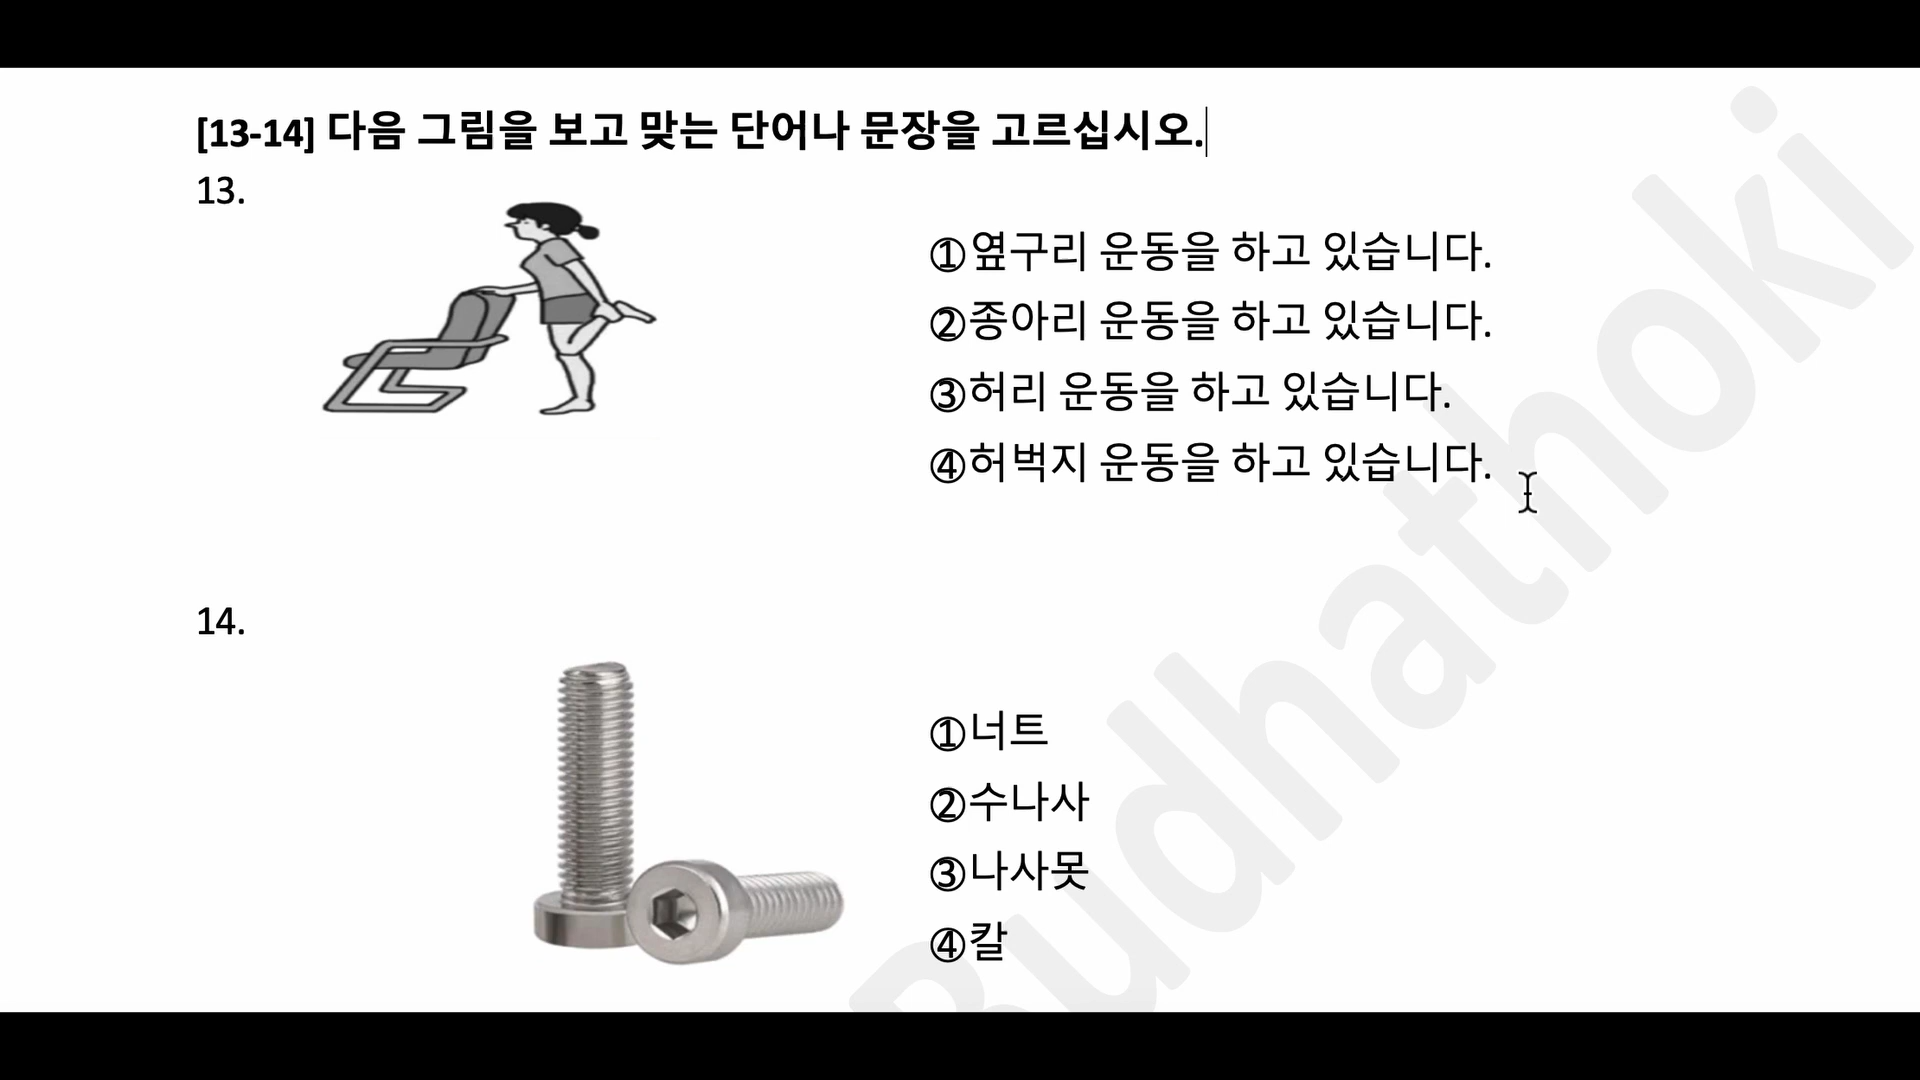 [13-14] 다음 그림을 보고 맞는 단어나 문장을 고르십시오.
13.
①옆구리 운동을 하고 있습니다.
②종아리 운동을 하고 있습니다.
③허리 운동을 하고 있습니다.
④허벅지 운동을 하고 있습니다.
14.
①너트
②수나사
③나사못
④칼
Budhathoki